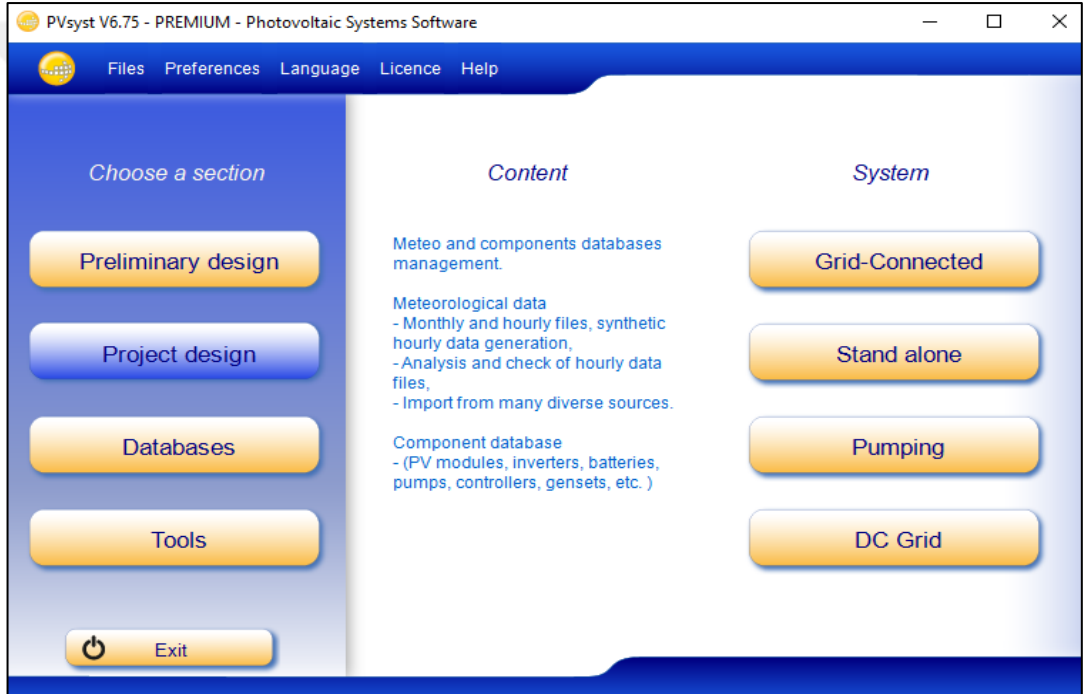 PVsyst V6.75 - PREMIUM - Photovoltaic Systems Software
Files Preferences Language Licence Help
Choose a section
Preliminary design
Project design
Databases
Tools
Exit
Content
Meteo and components databases
management.
Meteorological data
- Monthly and hourly files, synthetic
hourly data generation,
- Analysis and check of hourly data
files,
- Import from many diverse sources.
Component database
- (PV modules, inverters, batteries,
pumps, controllers, gensets, etc. )
System
Grid-Connected
Stand alone
Pumping
DC Grid